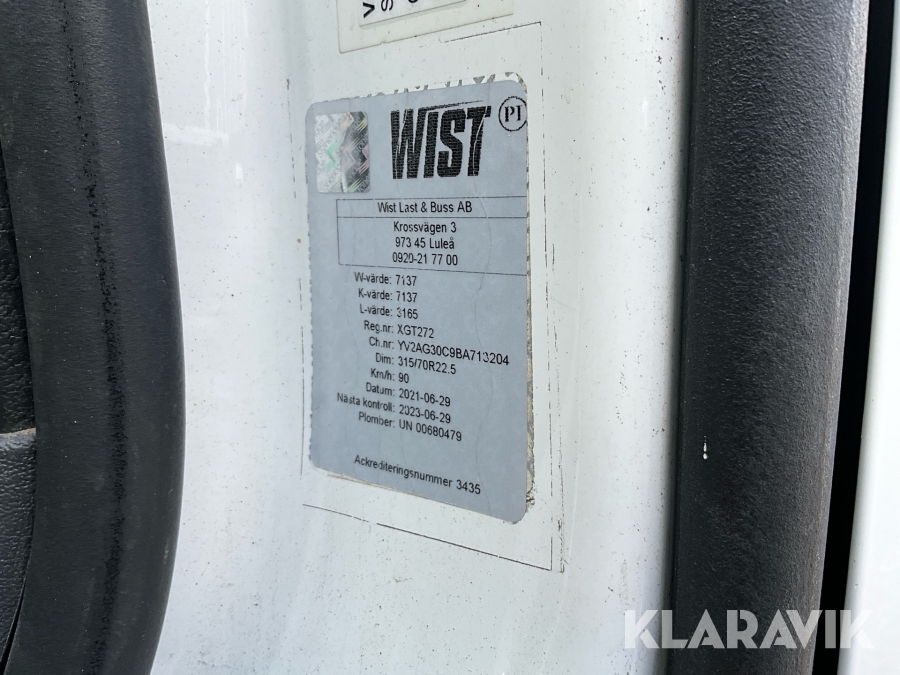 WIST
PI
Wist Last & Buss AB
Krossvägen 3
973 45 Luleå
0920-21 77 00
W-värde: 7137
K-värde: 7137
L-värde: 3165
Reg.nr: XGT272
Ch.nr: YV2AG30C9BA713204
Dim: 315/70R22.5
Km/h: 90
Datum: 2021-06-29
Nästa kontroll: 2023-06-29
Plomber: UN 00680479
Ackrediteringsnummer 3435
KLARAVIK